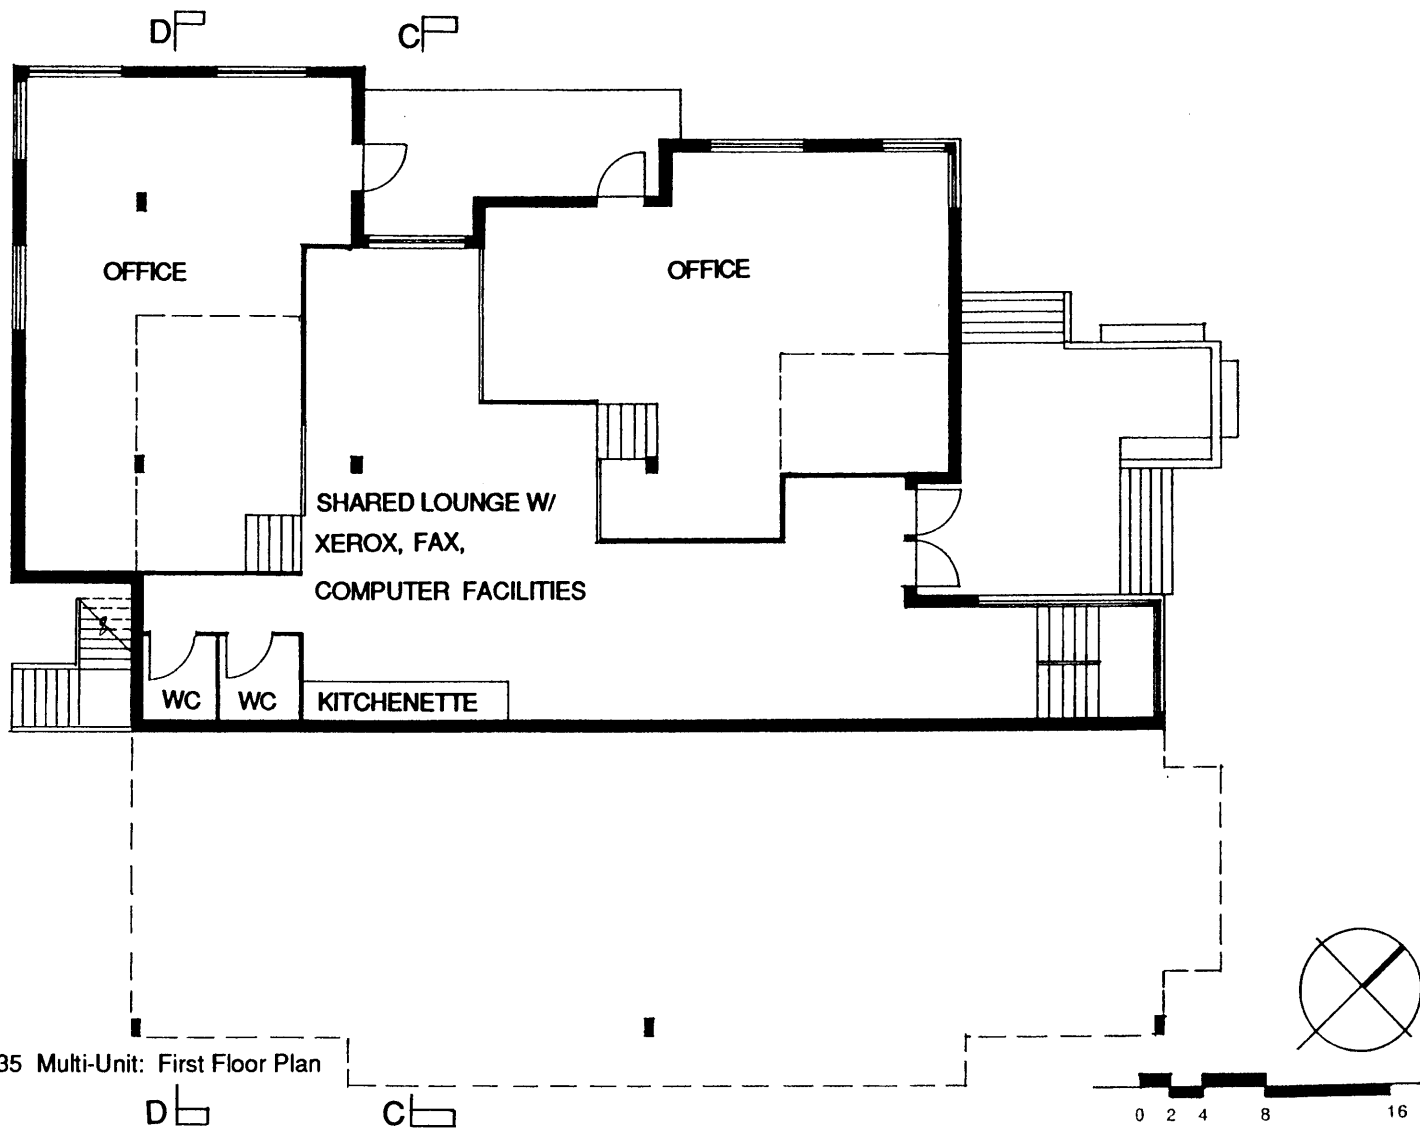 D
C
OFFICE
OFFICE
SHARED LOUNGE W/
XEROX, FAX,
COMPUTER FACILITIES
WC
WC
KITCHENETTE
35 Multi-Unit: First Floor Plan
D
C
0 2 4 8 16